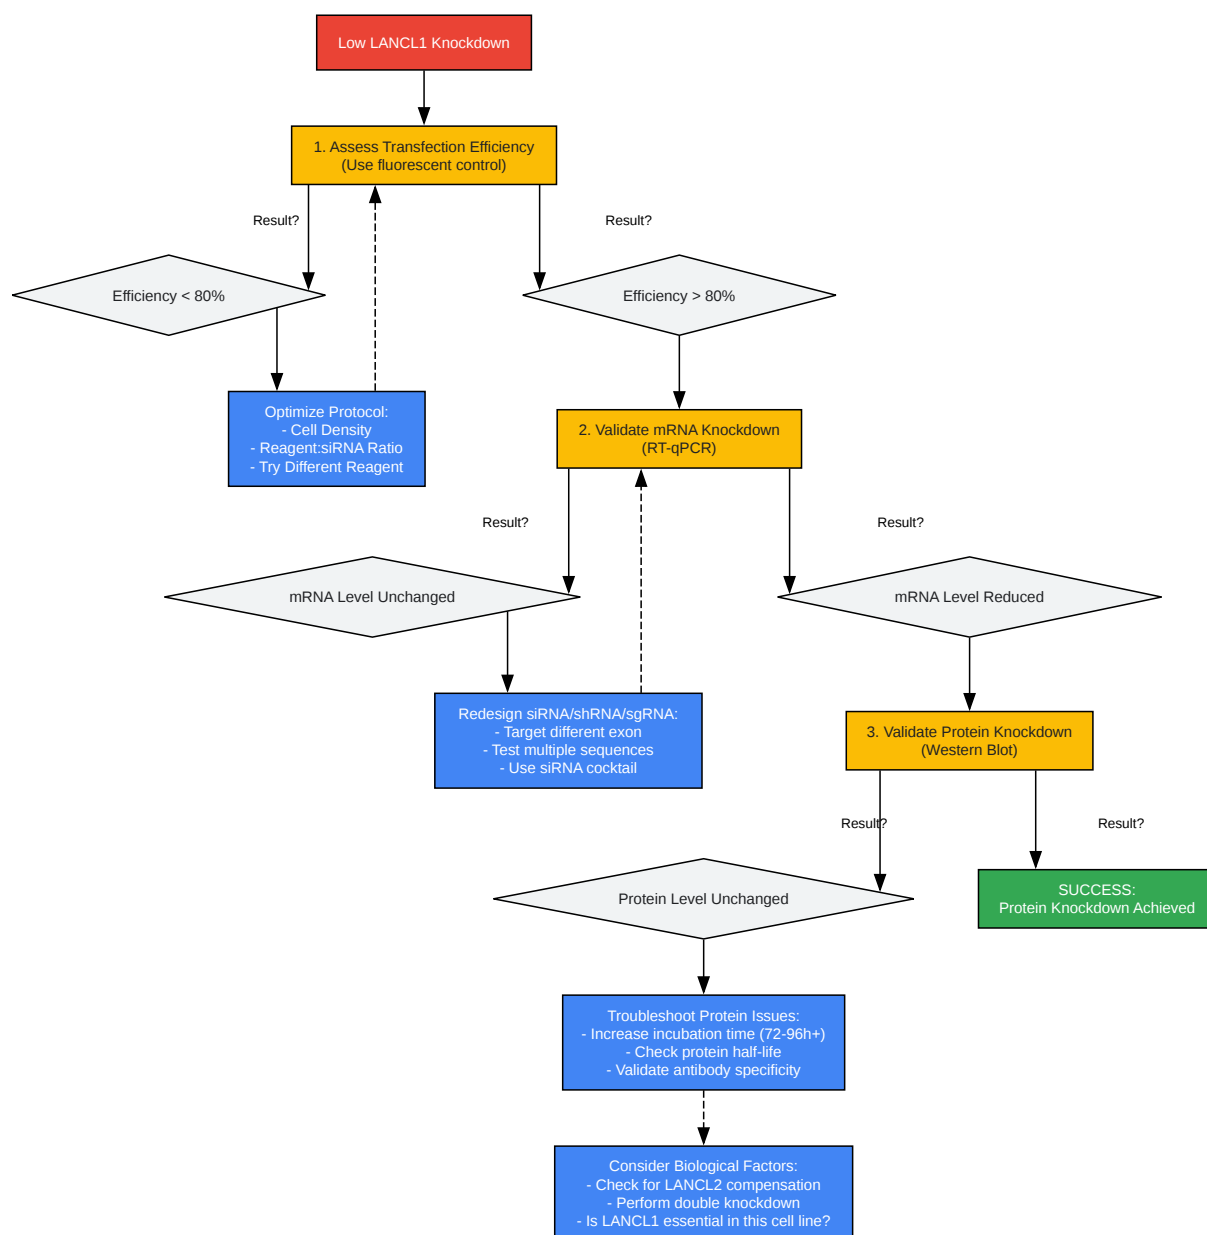 Low LANCL1 Knockdown
1. Assess Transfection Efficiency
(Use fluorescent control)
Result?
Result?
Efficiency < 80%
Efficiency > 80%
Optimize Protocol:
- Cell Density
- Reagent:siRNA Ratio
- Try Different Reagent
2. Validate mRNA Knockdown
(RT-qPCR)
Result?
Result?
mRNA Level Unchanged
mRNA Level Reduced
Redesign siRNA/shRNA/sgRNA:
- Target different exon
- Test multiple sequences
- Use siRNA cocktail
3. Validate Protein Knockdown
(Western Blot)
Result?
Result?
Protein Level Unchanged
SUCCESS:
Protein Knockdown Achieved
Troubleshoot Protein Issues:
- Increase incubation time (72-96h+)
- Check protein half-life
- Validate antibody specificity
Consider Biological Factors:
- Check for LANCL2 compensation
- Perform double knockdown
- Is LANCL1 essential in this cell line?